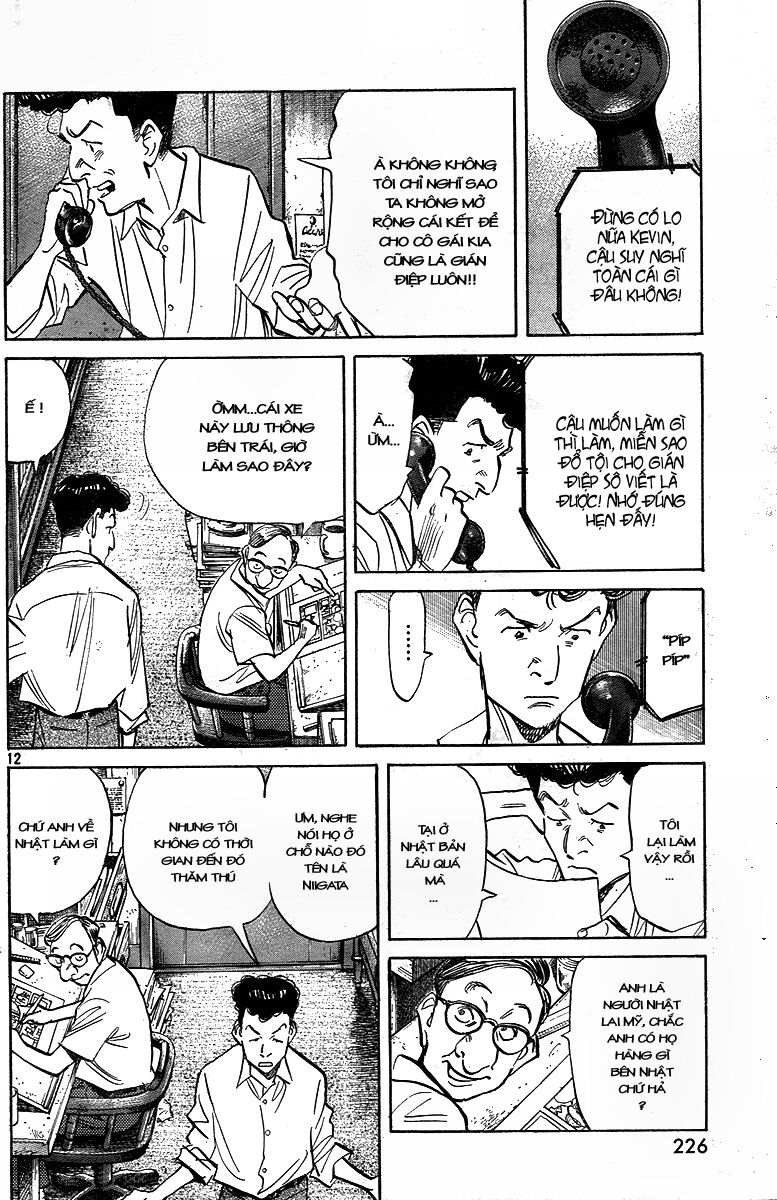 ĐỪNG CÓ LO
NỮA KEVIN,
CẬU SUY NGHĨ
TOÀN CÁI GÌ
ĐÂU KHÔNG!
À KHÔNG KHÔNG,
TÔI CHỈ NGHĨ SAO
TA KHÔNG MỞ
RỘNG CÁI KẾT ĐỂ
CHO CÔ GÁI KIA
CŨNG LÀ GIÁN
ĐIỆP LUÔN!!
CẬU MUỐN LÀM GÌ
THÌ LÀM, MIỄN SAO
ĐỔ TỘI CHO GIÁN
ĐIỆP SÔ VIẾT LÀ
ĐƯỢC! NHỚ ĐÚNG
HẸN ĐẤY!
À...
ỪM...
"PÍP
PÍP"
......
ỜMM...CÁI XE
NÀY LƯU THÔNG
BÊN TRÁI, GIỜ
LÀM SAO ĐÂY?
Ế !
12
TÔI
LẠI LÀM
VẬY RỒI
...
TẠI Ở
NHẬT BẢN
LÂU QUÁ
MÀ
...
ANH LÀ
NGƯỜI NHẬT
LAI MỸ, CHẮC
ANH CÓ HỌ
HÀNG GÌ
BÊN NHẬT
CHỨ HẢ
?
ƯM, NGHE
NÓI HỌ Ở
CHỖ NÀO ĐÓ
TÊN LÀ
NIIGATA
NHƯNG TÔI
KHÔNG CÓ THỜI
GIAN ĐẾN ĐÓ
THĂM THÚ
CHỨ ANH VỀ
NHẬT LÀM GÌ
?
226